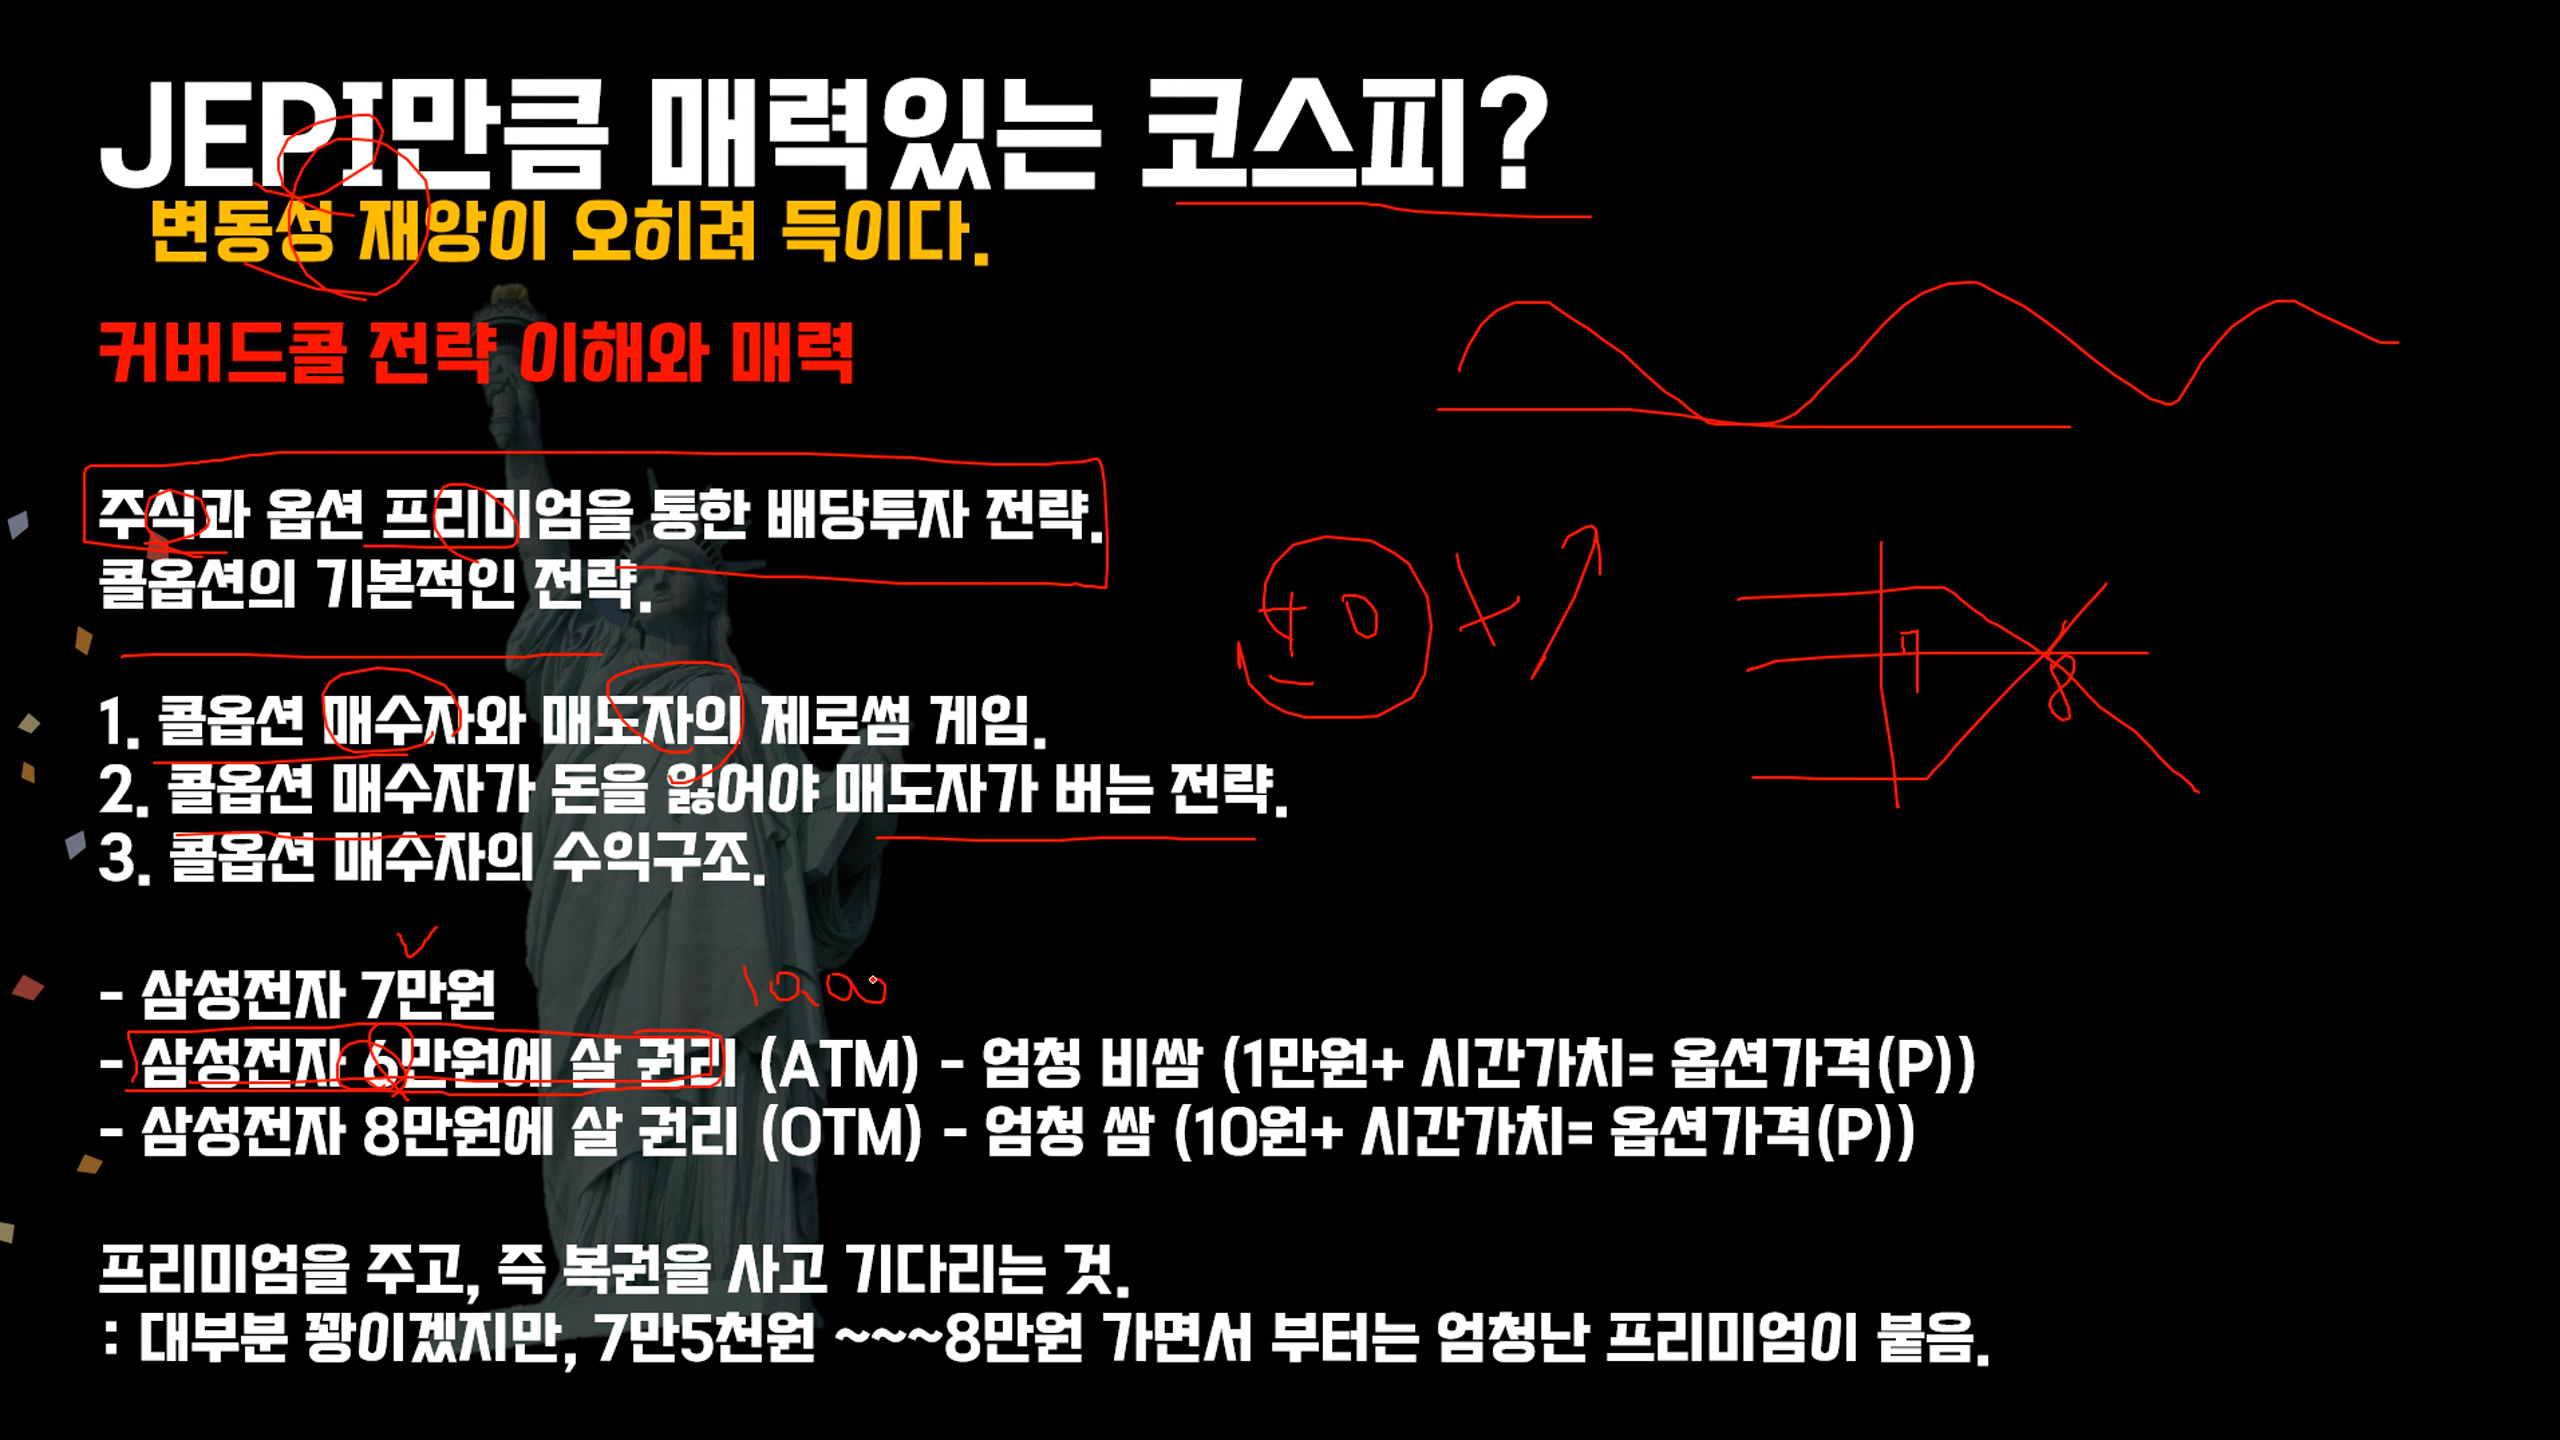 JEPI만큼 매력있는 코스피?
변동성 재앙이 오히려 득이다.
커버드콜 전략 이해와 매력
주식과 옵션 프리미엄을 통한 배당투자 전략.
콜옵션의 기본적인 전략.
±0 + ↗
7
8
1. 콜옵션 매수자와 매도자의 제로썸 게임.
2. 콜옵션 매수자가 돈을 잃어야 매도자가 버는 전략.
3. 콜옵션 매수자의 수익구조.
- 삼성전자 7만원
10,000
- 삼성전자 6만원에 살 권리 (ATM) - 엄청 비쌈 (1만원+ 시간가치= 옵션가격(P))
- 삼성전자 8만원에 살 권리 (OTM) - 엄청 쌈 (10원+ 시간가치= 옵션가격(P))
프리미엄을 주고, 즉 복권을 사고 기다리는 것.
: 대부분 꽝이겠지만, 7만5천원 ~~~8만원 가면서 부터는 엄청난 프리미엄이 붙음.